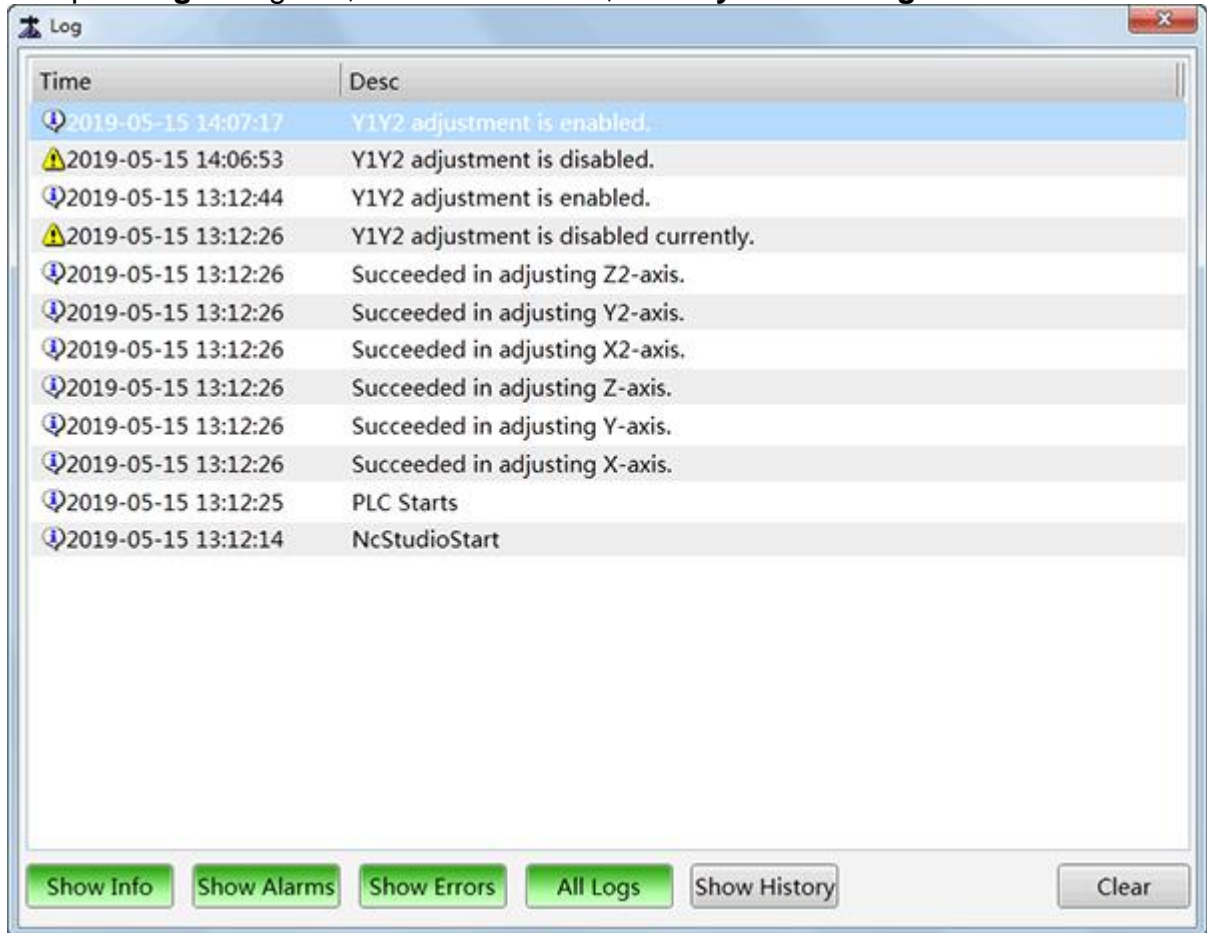 Log
Time Desc
2019-05-15 14:07:17 Y1Y2 adjustment is enabled.
2019-05-15 14:06:53 Y1Y2 adjustment is disabled.
2019-05-15 13:12:44 Y1Y2 adjustment is enabled.
2019-05-15 13:12:26 Y1Y2 adjustment is disabled currently.
2019-05-15 13:12:26 Succeeded in adjusting Z2-axis.
2019-05-15 13:12:26 Succeeded in adjusting Y2-axis.
2019-05-15 13:12:26 Succeeded in adjusting X2-axis.
2019-05-15 13:12:26 Succeeded in adjusting Z-axis.
2019-05-15 13:12:26 Succeeded in adjusting Y-axis.
2019-05-15 13:12:26 Succeeded in adjusting X-axis.
2019-05-15 13:12:25 PLC Starts
2019-05-15 13:12:14 NcStudioStart
Show Info Show Alarms Show Errors All Logs Show History Clear